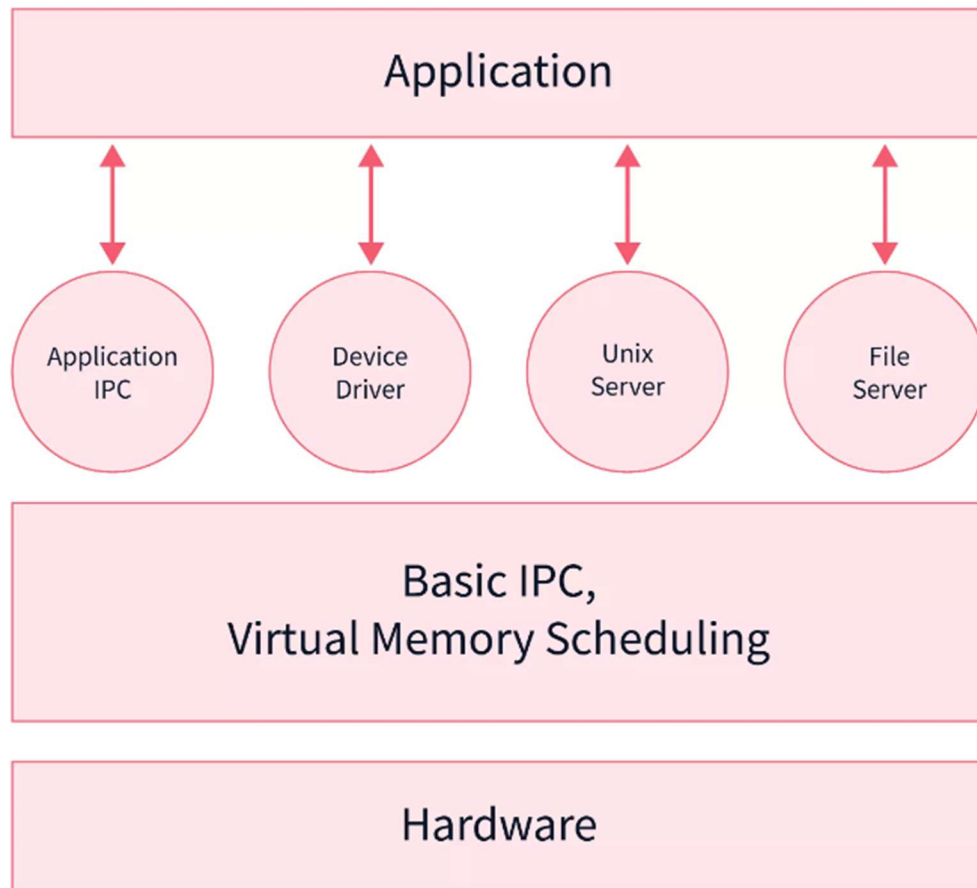 Application
Application
IPC
Device
Driver
Unix
Server
File
Server
Basic IPC,
Virtual Memory Scheduling
Hardware